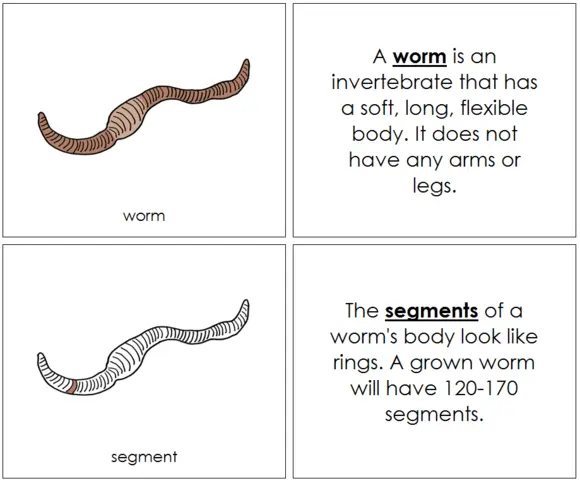 worm
A worm is an
invertebrate that has
a soft, long, flexible
body. It does not
have any arms or
legs.
segment
The segments of a
worm's body look like
rings. A grown worm
will have 120-170
segments.